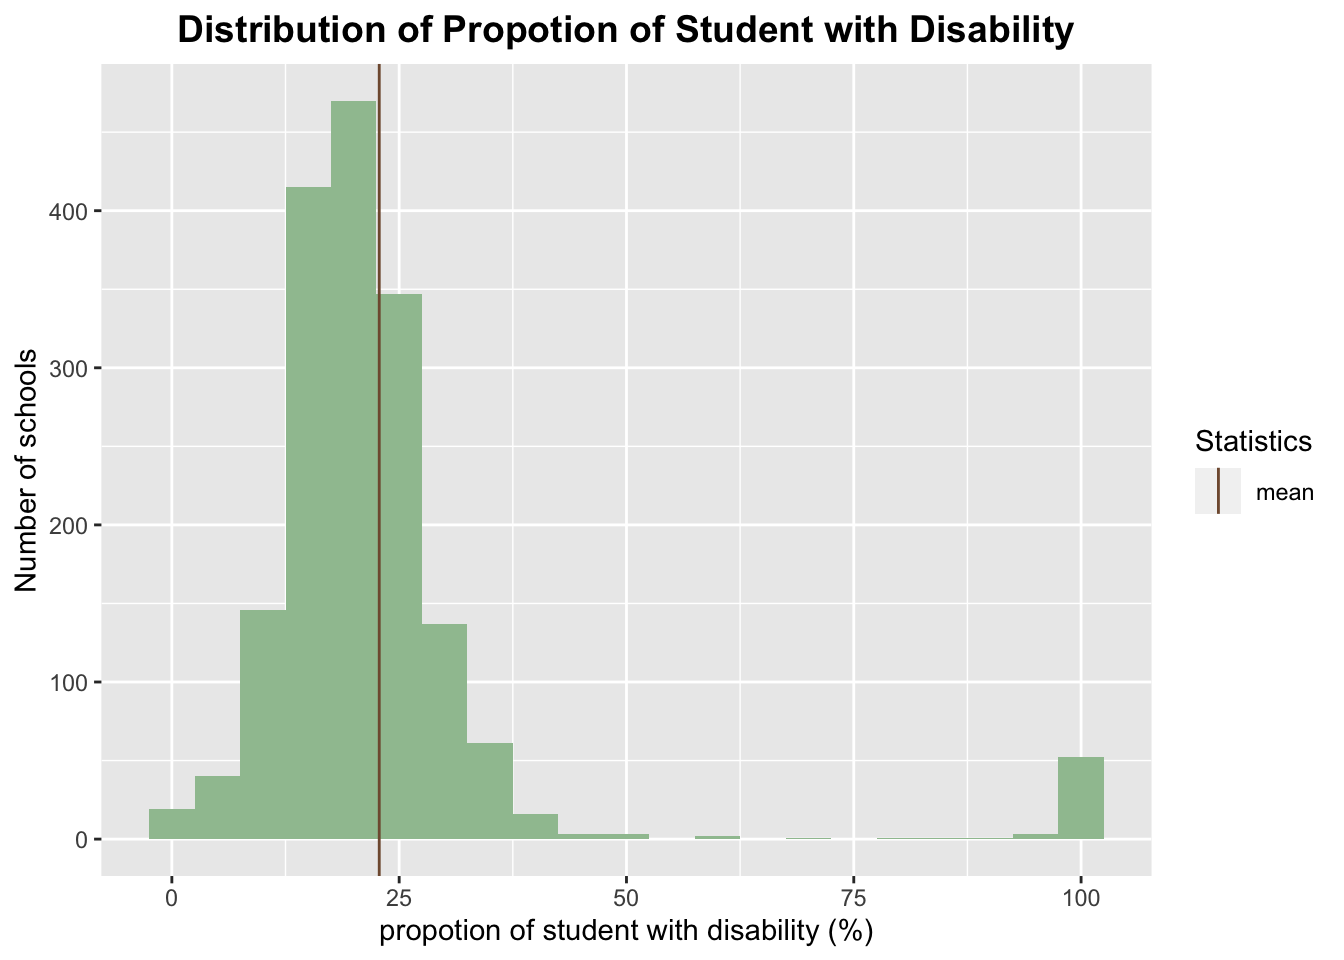 Distribution of Propotion of Student with Disability
Number of schools
400
300
200
100
0
0 25 50 75 100
propotion of student with disability (%)
Statistics
mean